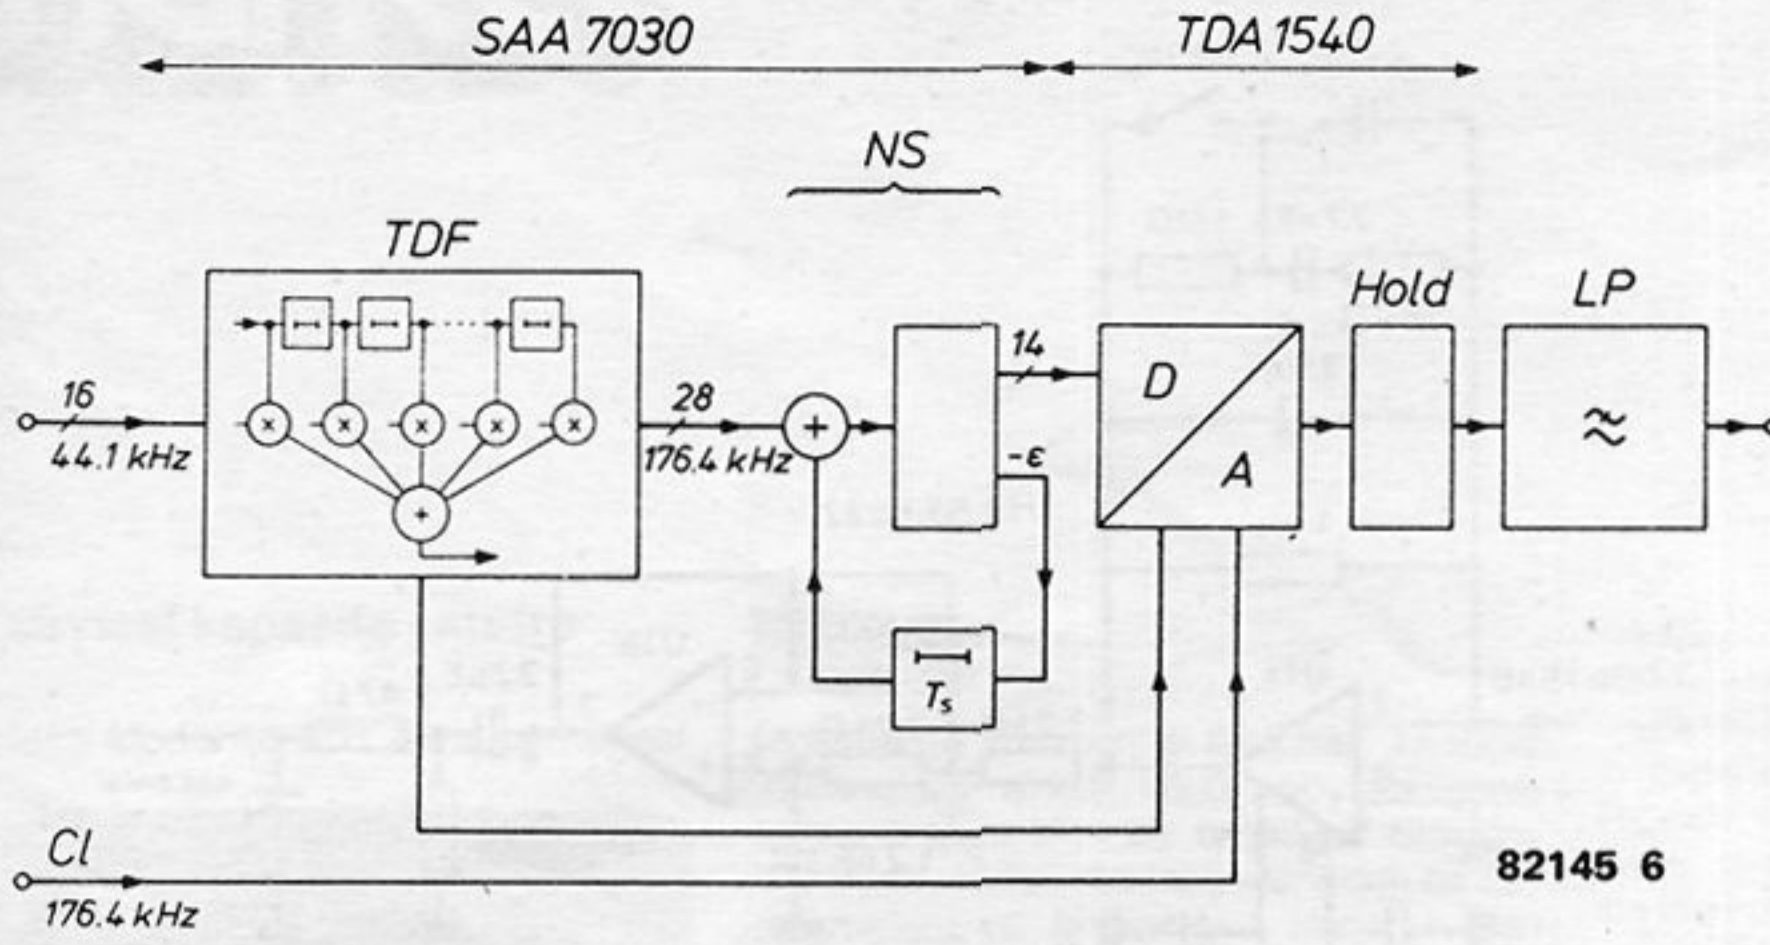 SAA 7030
TDA 1540
NS
TDF
Hold
LP
16
44.1 kHz
x x x x x
+
28
176.4 kHz
+
14
-ε
D
A
≈
Ts
Cl
176.4 kHz
82145 6